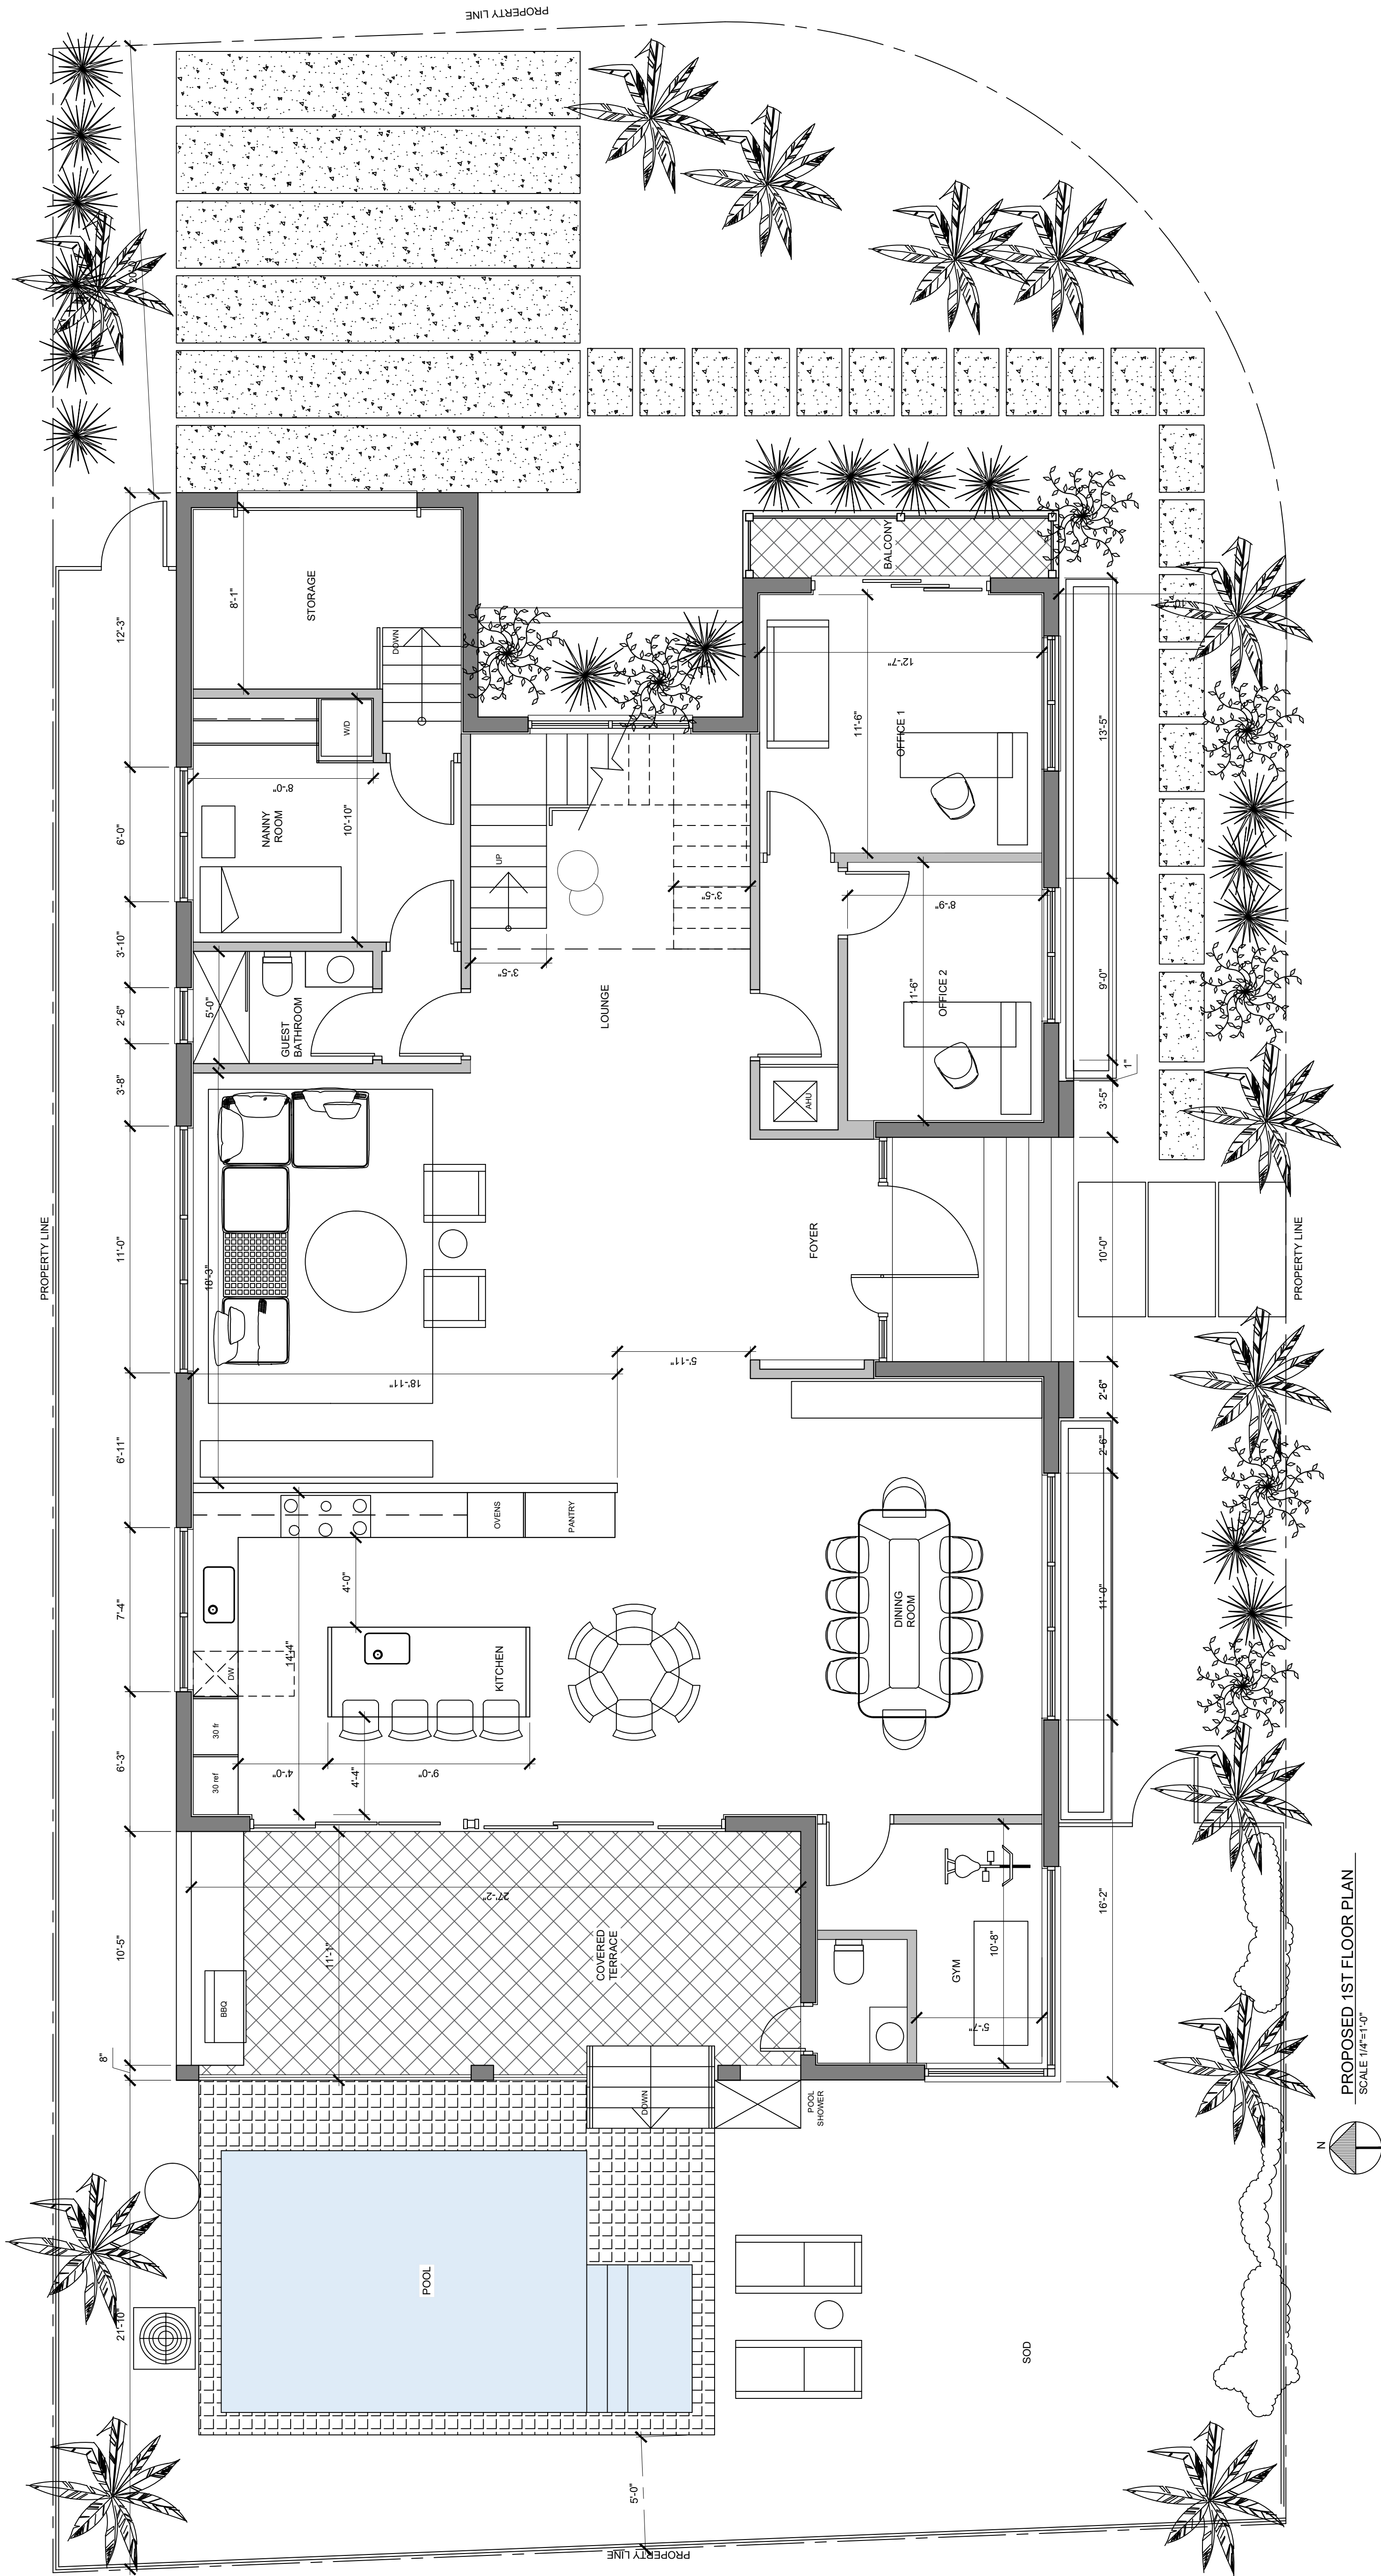 PROPERTY LINE
20'-
12'-3"
8'-1"
STORAGE
DOWN
BALCONY
W/D
8'-0"
NANNY
ROOM
10'-10"
6'-0"
12'-7"
11'-6"
OFFICE 1
13'-5"
10'
UP
3'-5"
3'-5"
3'-10"
8'-9"
11'-6"
OFFICE 2
9'-0"
2'-6"
5'-0"
GUEST
BATHROOM
LOUNGE
3'-8"
AHU
1"
3'-5"
PROPERTY LINE
11'-0"
18'-3"
FOYER
10'-0"
PROPERTY LINE
5'-11"
18'-11"
2'-6"
6'-11"
2'-6"
OVENS
PANTRY
4'-0"
7'-4"
DW
14'-4"
KITCHEN
DINING
ROOM
11'-0"
30 fr
30 ref
6'-3"
4'-0"
4'-4"
9'-0"
27'-2"
16'-2"
10'-5"
11'-1"
COVERED
TERRACE
BBQ
GYM
10'-8"
5'-7"
8"
DOWN
POOL
SHOWER
POOL
21'-10"
SOD
5'-0"
PROPERTY LINE
N
PROPOSED 1ST FLOOR PLAN
SCALE 1/4"=1'-0"